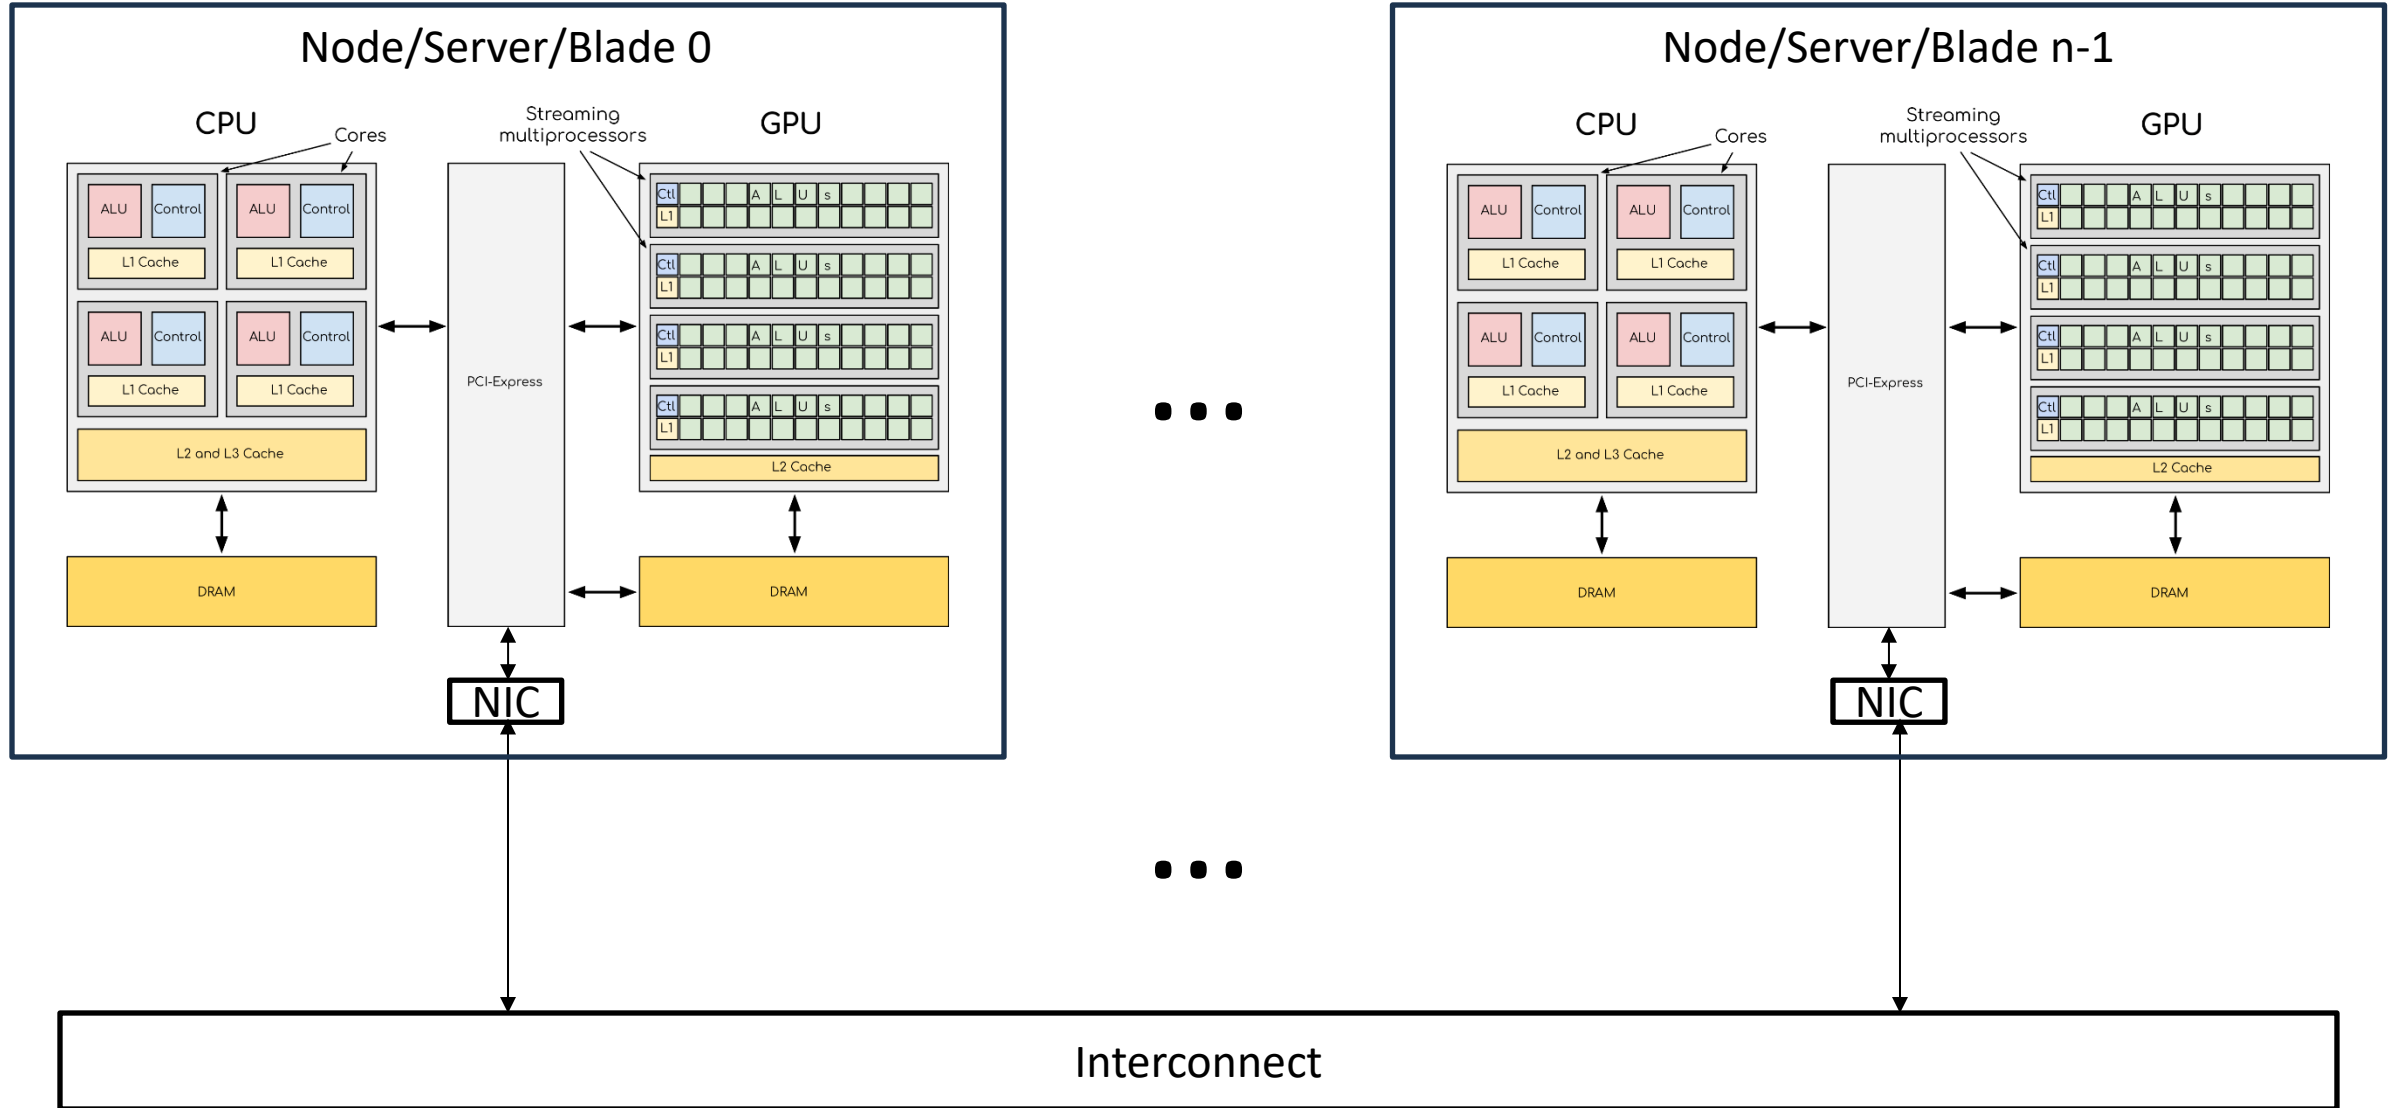 Node/Server/Blade 0
CPU
Cores
Streaming
multiprocessors
GPU
ALU
Control
ALU
Control
L1 Cache
L1 Cache
ALU
Control
ALU
Control
L1 Cache
L1 Cache
L2 and L3 Cache
DRAM
PCI-Express
Ctl A L U s
L1
Ctl A L U s
L1
Ctl A L U s
L1
Ctl A L U s
L1
L2 Cache
DRAM
NIC
...
Node/Server/Blade n-1
CPU
Cores
Streaming
multiprocessors
GPU
ALU
Control
ALU
Control
L1 Cache
L1 Cache
ALU
Control
ALU
Control
L1 Cache
L1 Cache
L2 and L3 Cache
DRAM
PCI-Express
Ctl A L U s
L1
Ctl A L U s
L1
Ctl A L U s
L1
Ctl A L U s
L1
L2 Cache
DRAM
NIC
...
Interconnect